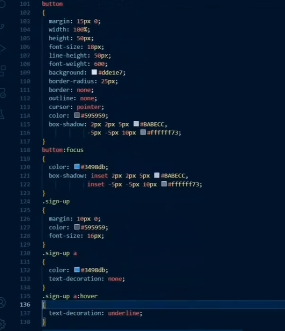 101 button
102 {
103 margin: 15px 0;
104 width: 100%;
105 height: 50px;
106 font-size: 18px;
107 line-height: 50px;
108 font-weight: 600;
109 background: #dde1e7;
110 border-radius: 25px;
111 border: none;
112 outline: none;
113 cursor: pointer;
114 color: #595959;
115 box-shadow: 2px 2px 5px #BABECC,
116 -5px -5px 10px #ffffff73;
117 }
118 button:focus
119 {
120 color: #3498db;
121 box-shadow: inset 2px 2px 5px #BABECC,
122 inset -5px -5px 10px #ffffff73;
123 }
124 .sign-up
125 {
126 margin: 10px 0;
127 color: #595959;
128 font-size: 16px;
129 }
130 .sign-up a
131 {
132 color: #3498db;
133 text-decoration: none;
134 }
135 .sign-up a:hover
136 {
137 text-decoration: underline;
138 }